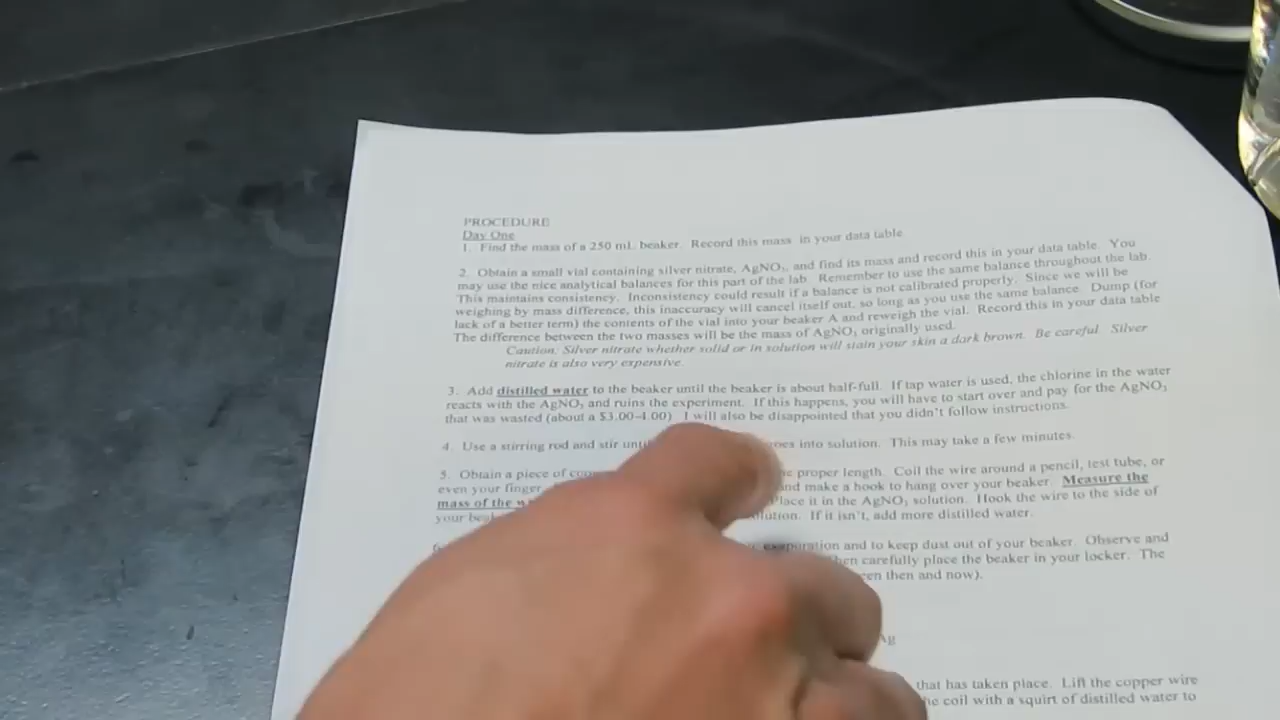 PROCEDURE
Day One
1. Find the mass of a 250 mL beaker. Record this mass in your data table.
2. Obtain a small vial containing silver nitrate, AgNO₃, and find its mass and record this in your data table. You
may use the nice analytical balances for this part of the lab. Remember to use the same balance throughout the lab.
This maintains consistency. Inconsistency could result if a balance is not calibrated properly. Since we will be
weighing by mass difference, this inaccuracy will cancel itself out, so long as you use the same balance. Dump (for
lack of a better term) the contents of the vial into your beaker A and reweigh the vial. Record this in your data table
The difference between the two masses will be the mass of AgNO₃ originally used.
Caution: Silver nitrate whether solid or in solution will stain your skin a dark brown. Be careful. Silver
nitrate is also very expensive.
3. Add distilled water to the beaker until the beaker is about half-full. If tap water is used, the chlorine in the water
reacts with the AgNO₃ and ruins the experiment. If this happens, you will have to start over and pay for the AgNO₃
that was wasted (about a $3.00-4.00) I will also be disappointed that you didn't follow instructions.
4. Use a stirring rod and stir into solution. This may take a few minutes.
5. Obtain a piece of proper length. Coil the wire around a pencil, test tube, or
even your finger and make a hook to hang over your beaker. Measure the
mass of the Place it in the AgNO₃ solution. Hook the wire to the side of
your If it isn't, add more distilled water.
evaporation and to keep dust out of your beaker. Observe and
then carefully place the beaker in your locker. The
then and now).
Ag
that has taken place. Lift the copper wire
coil with a squirt of distilled water to